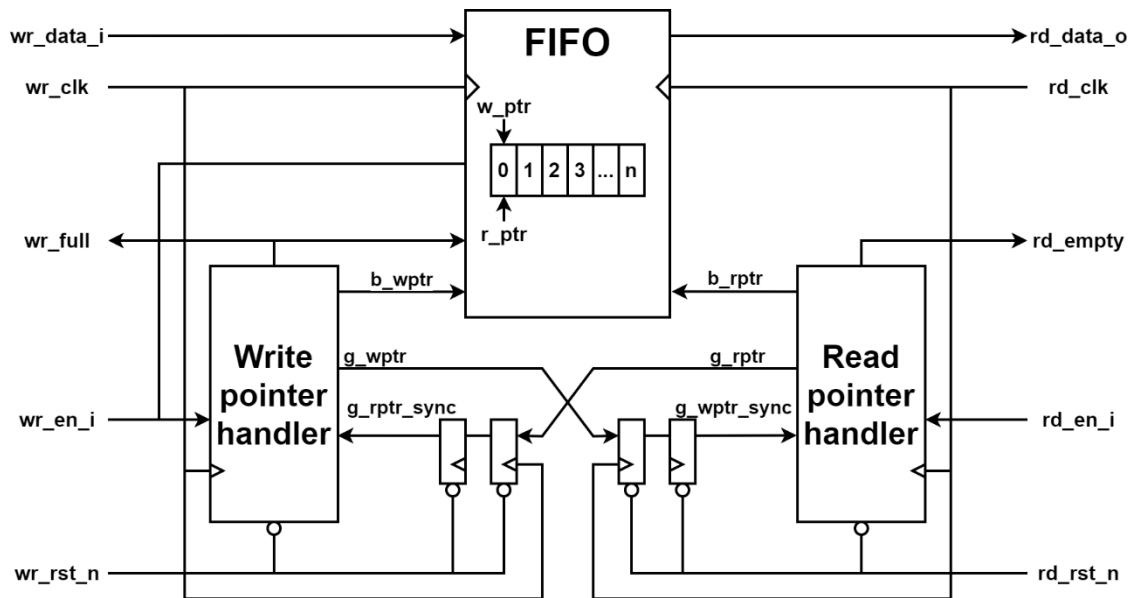 wr_data_i
FIFO
rd_data_o
wr_clk
rd_clk
w_ptr
0 1 2 3 ... n
r_ptr
wr_full
rd_empty
b_wptr
b_rptr
Write
pointer
handler
g_wptr
g_rptr
Read
pointer
handler
g_rptr_sync
g_wptr_sync
wr_en_i
rd_en_i
wr_rst_n
rd_rst_n